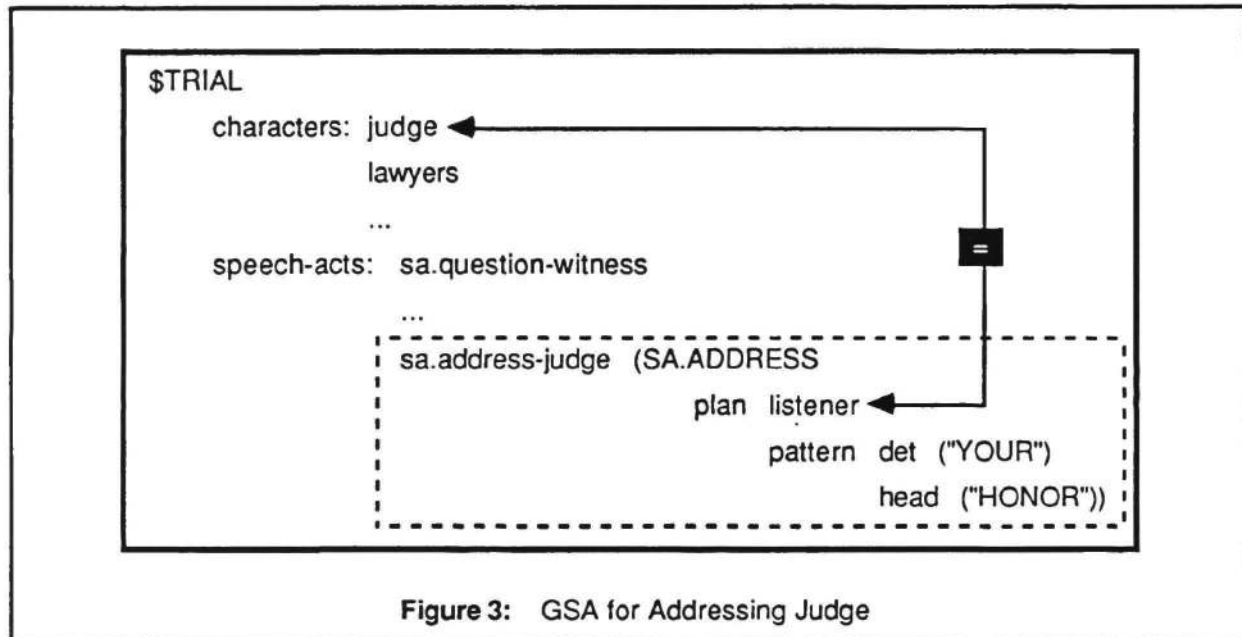 $TRIAL
characters: judge
lawyers
...
=
speech-acts: sa.question-witness
...
sa.address-judge (SA.ADDRESS
plan listener
pattern det ("YOUR")
head ("HONOR"))
Figure 3: GSA for Addressing Judge